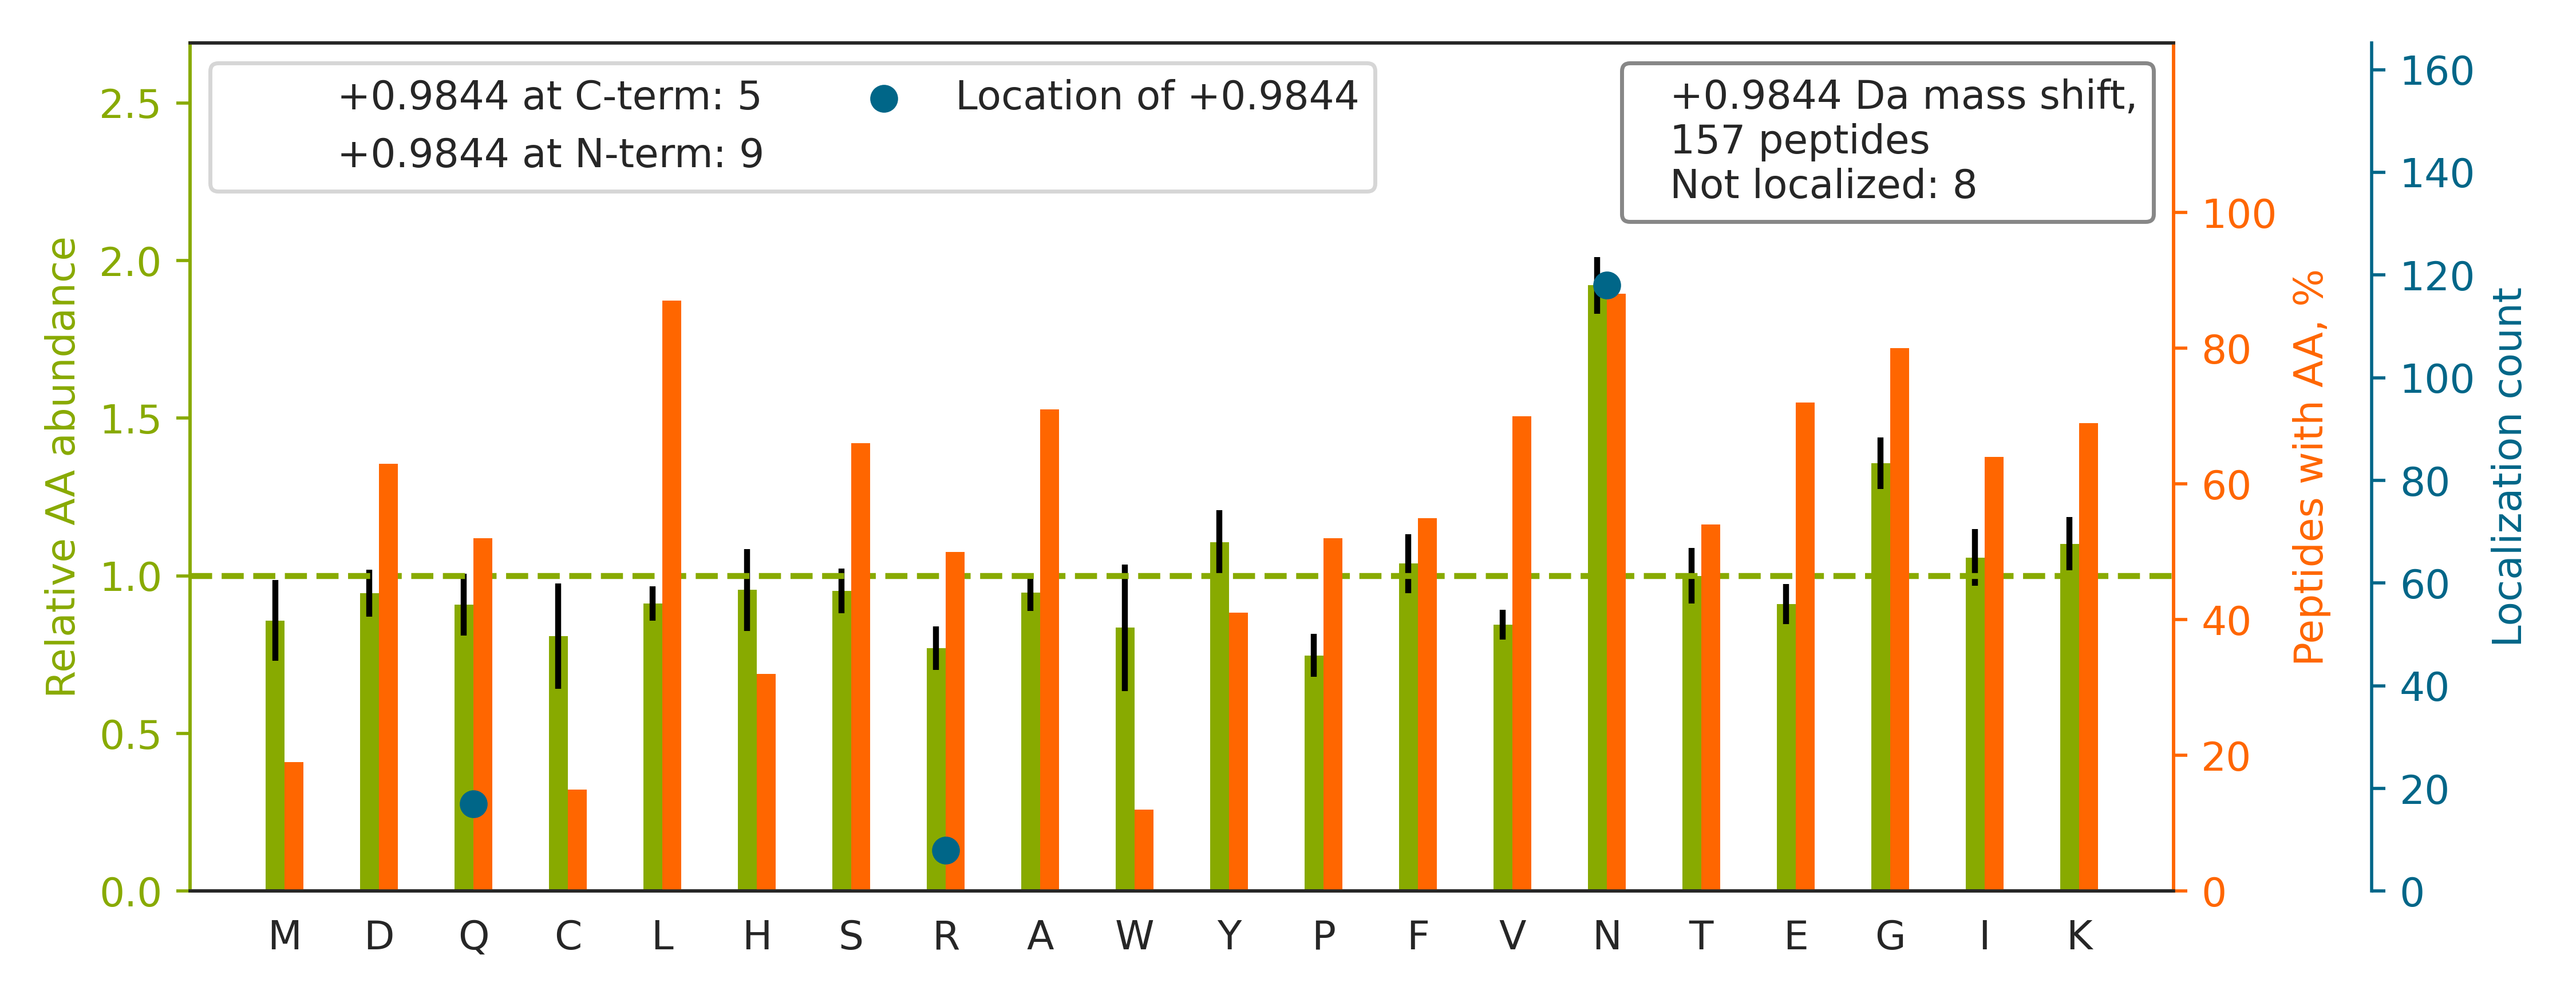 +0.9844 at C-term: 5
+0.9844 at N-term: 9
Location of +0.9844
+0.9844 Da mass shift,
157 peptides
Not localized: 8
Relative AA abundance
2.5
2.0
1.5
1.0
0.5
0.0
100
80
60
40
20
0
Peptides with AA, %
160
140
120
100
80
60
40
20
0
Localization count
M D Q C L H S R A W Y P F V N T E G I K